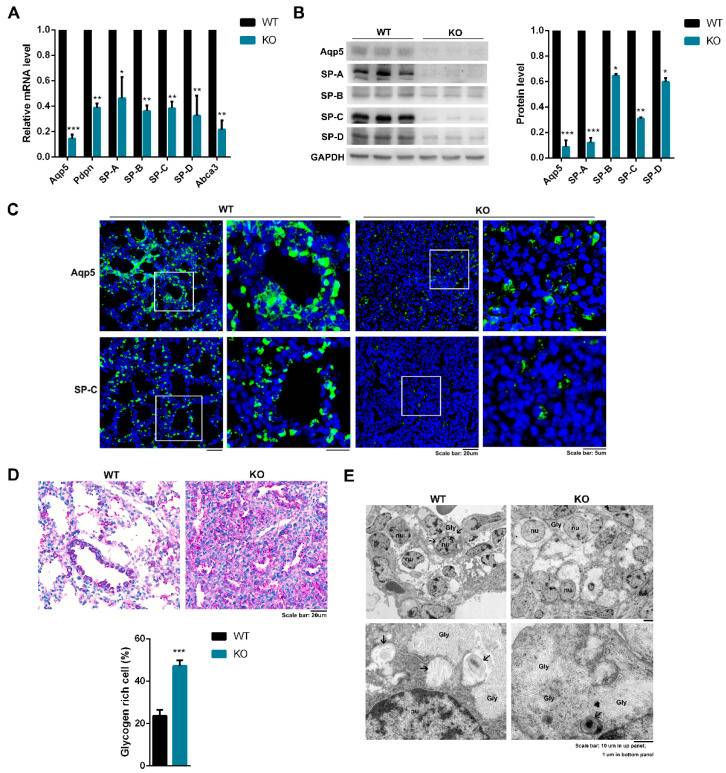 A
WT
KO
Relative mRNA level
1.0
0.8
0.6
0.4
0.2
0.0
***
**
*
**
**
**
**
Aqp5
Pdpn
SP-A
SP-B
SP-C
SP-D
Abca3
B
WT KO
Aqp5
SP-A
SP-B
SP-C
SP-D
GAPDH
WT
KO
Protein level
1.0
0.8
0.6
0.4
0.2
0.0
***
***
*
**
*
Aqp5
SP-A
SP-B
SP-C
SP-D
C
WT KO
Aqp5
SP-C
Scale bar: 20um
Scale bar: 5um
D
WT KO
Scale bar: 20um
WT
KO
Glycogen rich cell (%)
60
40
20
0
***
E
WT KO
Gly
nu
nu
Gly
nu
nu
nu
Gly
Gly
nu
Gly
Gly
Gly
Scale bar: 10 um in up panel;
1 um in bottom panel